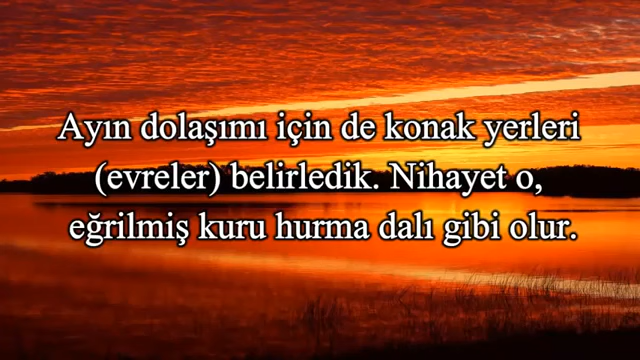 Ayın dolaşımı için de konak yerleri
(evreler) belirledik. Nihayet o,
eğrilmiş kuru hurma dalı gibi olur.